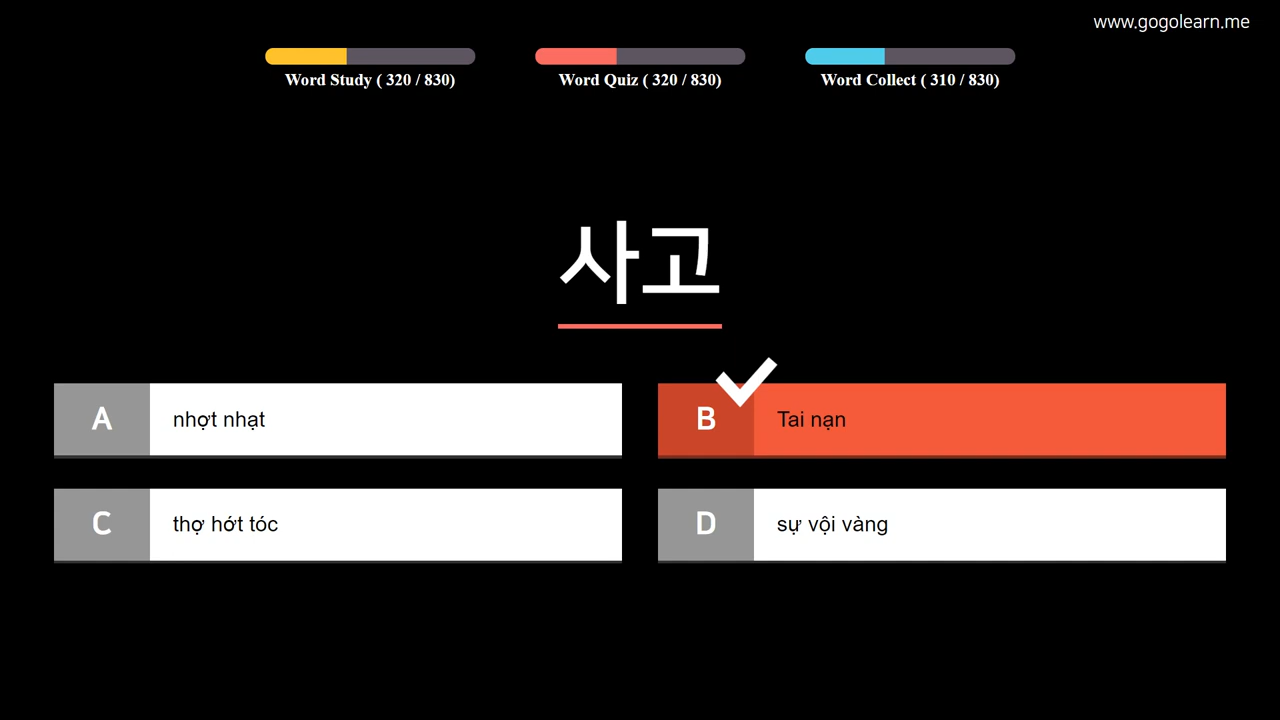 www.gogolearn.me
Word Study ( 320 / 830)
Word Quiz ( 320 / 830)
Word Collect ( 310 / 830)
사고
A nhợt nhạt
B Tai nạn
C thợ hớt tóc
D sự vội vàng